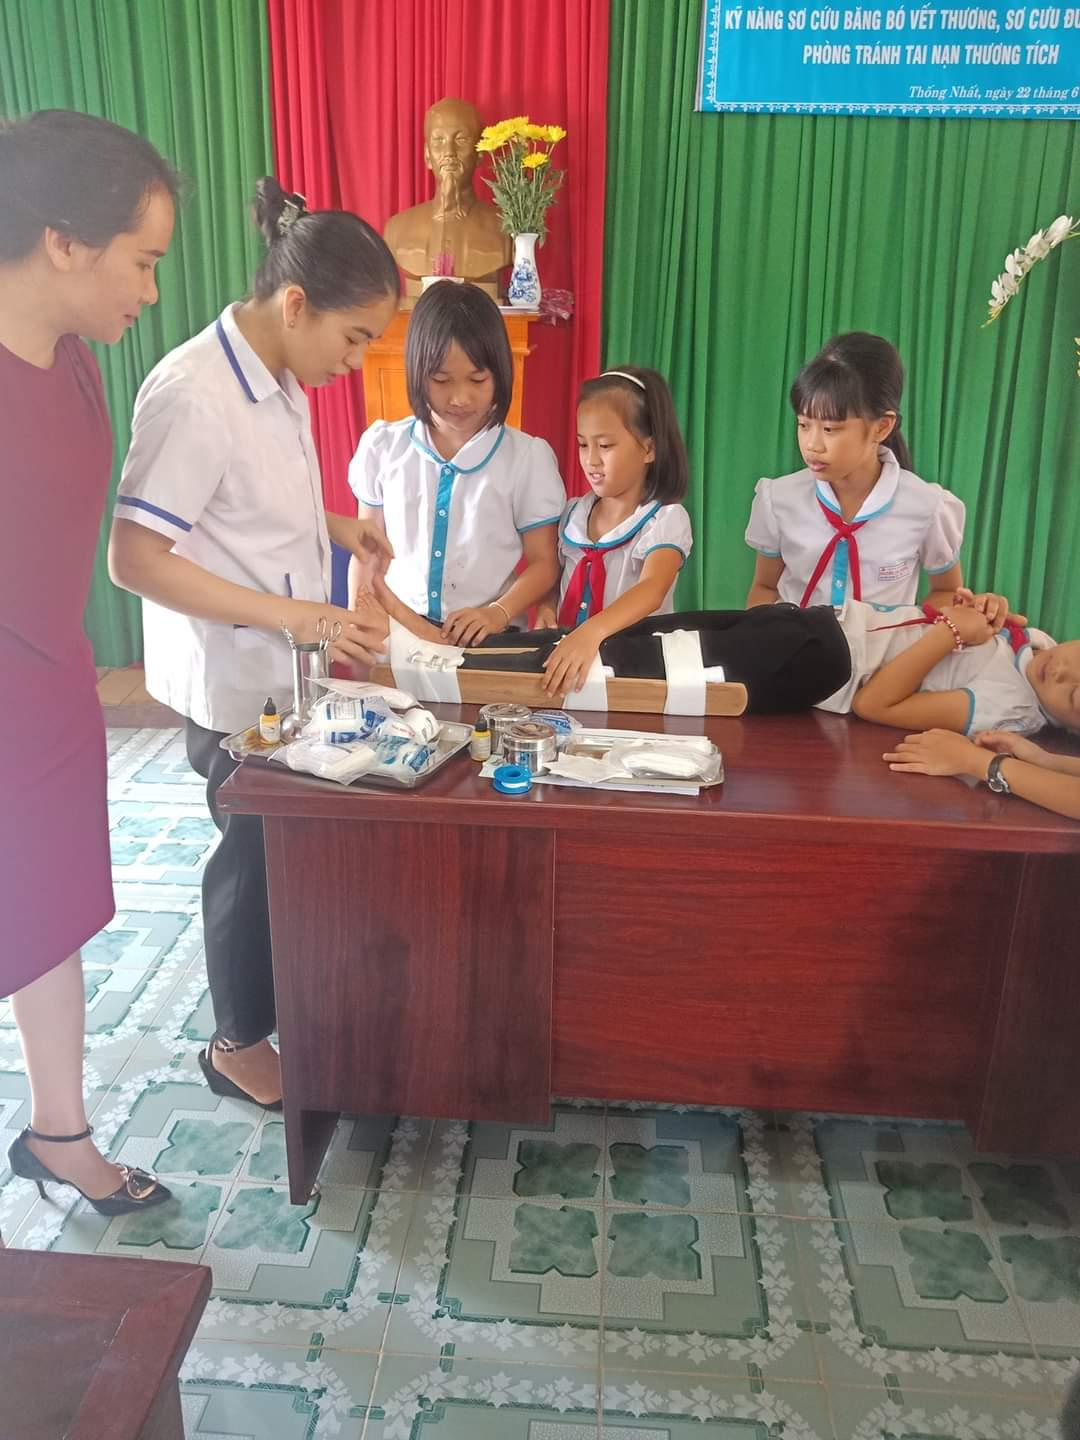 KỸ NĂNG SƠ CỨU BĂNG BÓ VẾT THƯƠNG, SƠ CỨU ĐU
PHÒNG TRÁNH TAI NẠN THƯƠNG TÍCH
Thống Nhất, ngày 22 tháng 6